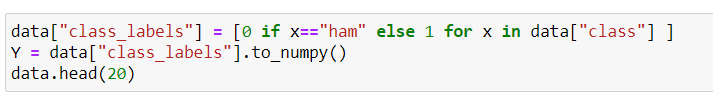 data["class_labels"] = [0 if x=="ham" else 1 for x in data["class"] ]
Y = data["class_labels"].to_numpy()
data.head(20)